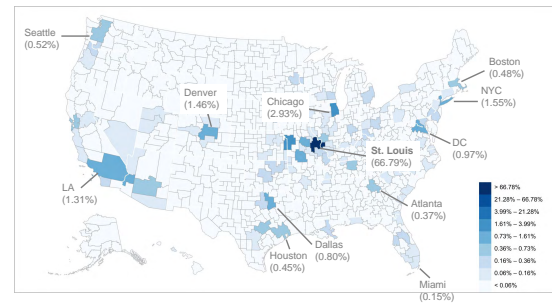 Seattle
(0.52%)
Boston
(0.48%)
NYC
(1.55%)
Denver
(1.46%)
Chicago
(2.93%)
St. Louis
(66.79%)
DC
(0.97%)
LA
(1.31%)
Atlanta
(0.37%)
Dallas
(0.80%)
Houston
(0.45%)
Miami
(0.15%)
> 66.78%
21.28% – 66.78%
3.99% – 21.28%
1.61% – 3.99%
0.73% – 1.61%
0.36% – 0.73%
0.16% – 0.36%
0.06% – 0.16%
< 0.06%